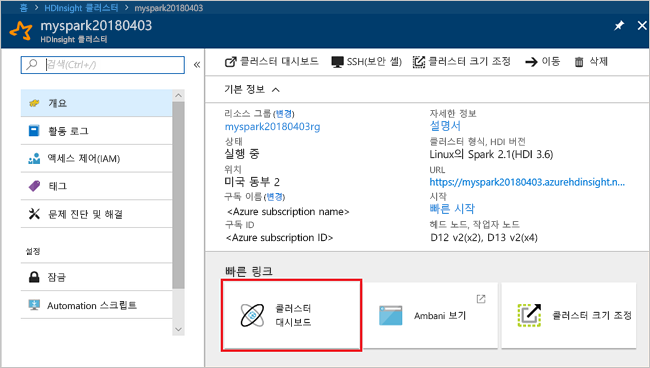 홈 > HDInsight 클러스터 > myspark20180403
myspark20180403
HDInsight 클러스터
검색(Ctrl+/)
개요
활동 로그
액세스 제어(IAM)
태그
문제 진단 및 해결
설정
잠금
Automation 스크립트
클러스터 대시보드 SSH(보안 셸) 클러스터 크기 조정 이동 삭제
기본 정보
리소스 그룹(변경)
myspark20180403rg
상태
실행 중
위치
미국 동부 2
구독 이름(변경)
<Azure subscription name>
구독 ID
<Azure subscription ID>
자세한 정보
설명서
클러스터 형식, HDI 버전
Linux의 Spark 2.1(HDI 3.6)
URL
https://myspark20180403.azurehdinsight.n...
시작
빠른 시작
헤드 노드, 작업자 노드
D12 v2(x2), D13 v2(x4)
빠른 링크
클러스터
대시보드
Ambani 보기
클러스터 크기 조정